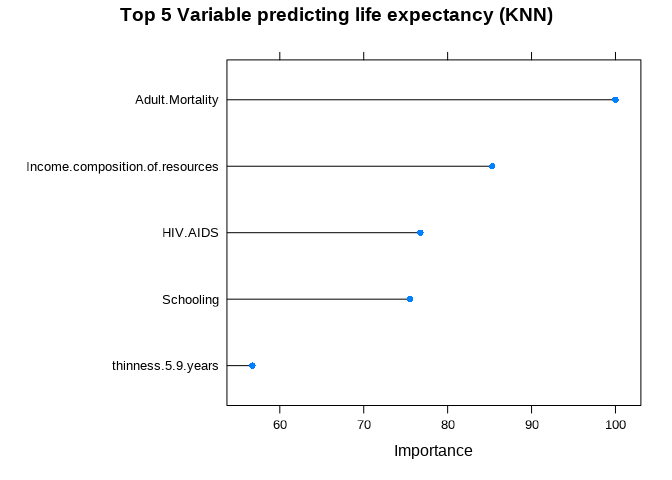 Top 5 Variable predicting life expectancy (KNN)
Adult.Mortality
Income.composition.of.resources
HIV.AIDS
Schooling
thinness.5.9.years
60 70 80 90 100
Importance